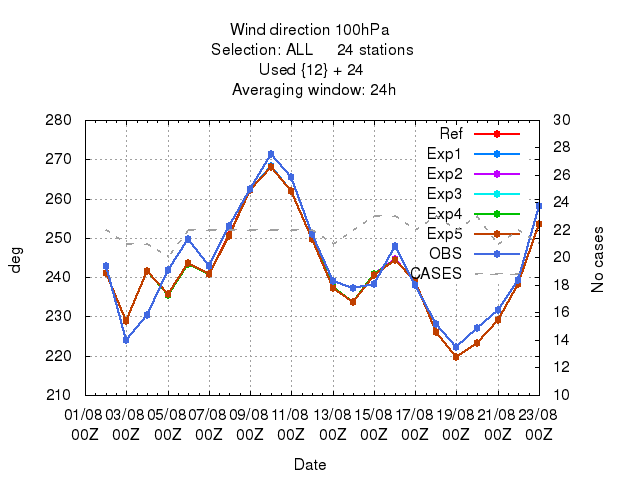 Wind direction 100hPa
Selection: ALL 24 stations
Used {12} + 24
Averaging window: 24h
280 30
Ref
28
270 Exp1
26
Exp2
260 Exp3 24
Exp4
250 Exp5 22
OBS 20
240 CASES
18
230 16
14
220
12
210 10
deg
No cases
01/08 03/08 05/08 07/08 09/08 11/08 13/08 15/08 17/08 19/08 21/08 23/08
00Z 00Z 00Z 00Z 00Z 00Z 00Z 00Z 00Z 00Z 00Z 00Z
Date